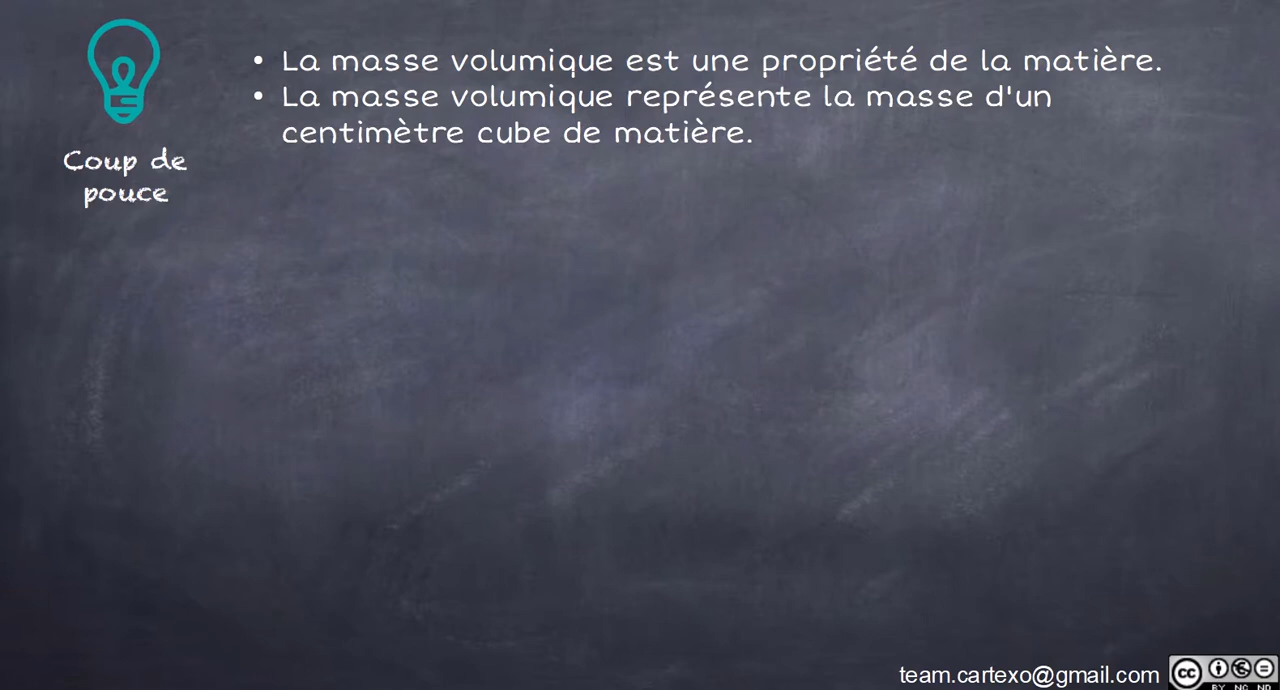 • La masse volumique est une propriété de la matière.
• La masse volumique représente la masse d'un
centimètre cube de matière.
Coup de
pouce
team.cartexo@gmail.com
cc
BY NC ND